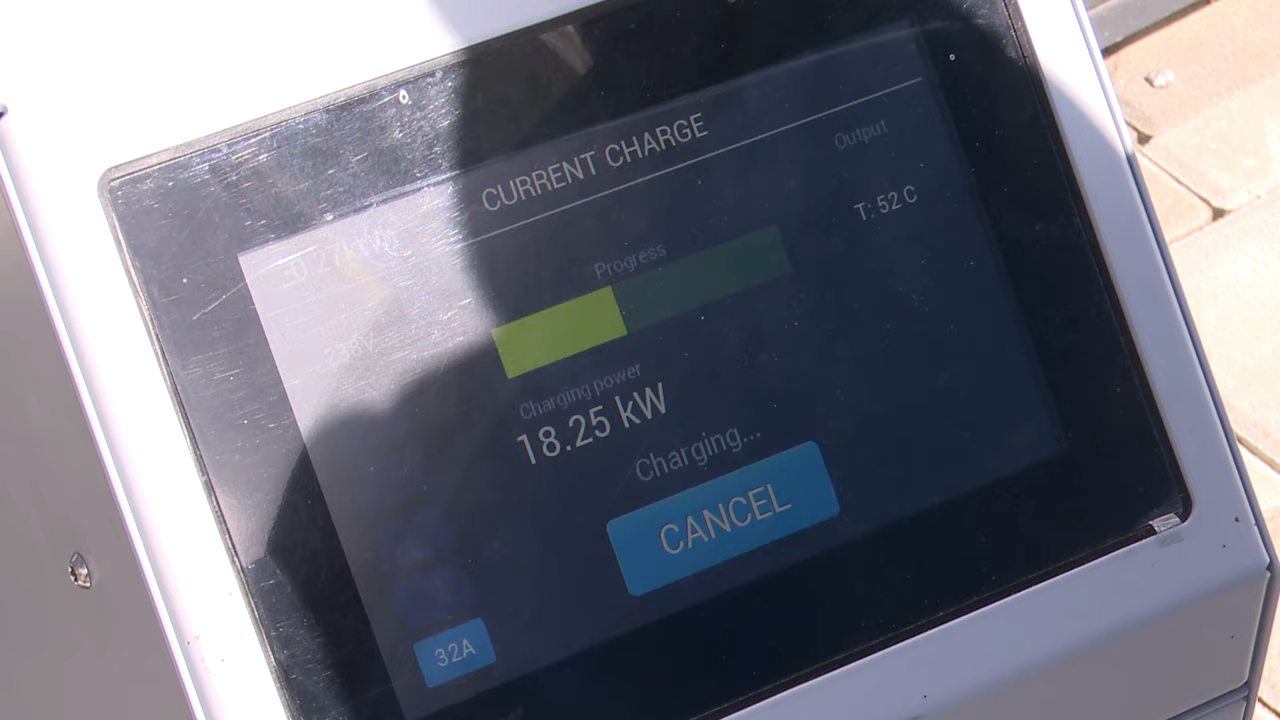 CURRENT CHARGE
Output
T: 52 C
Progress
Charging power
18.25 kW
Charging...
CANCEL
32A